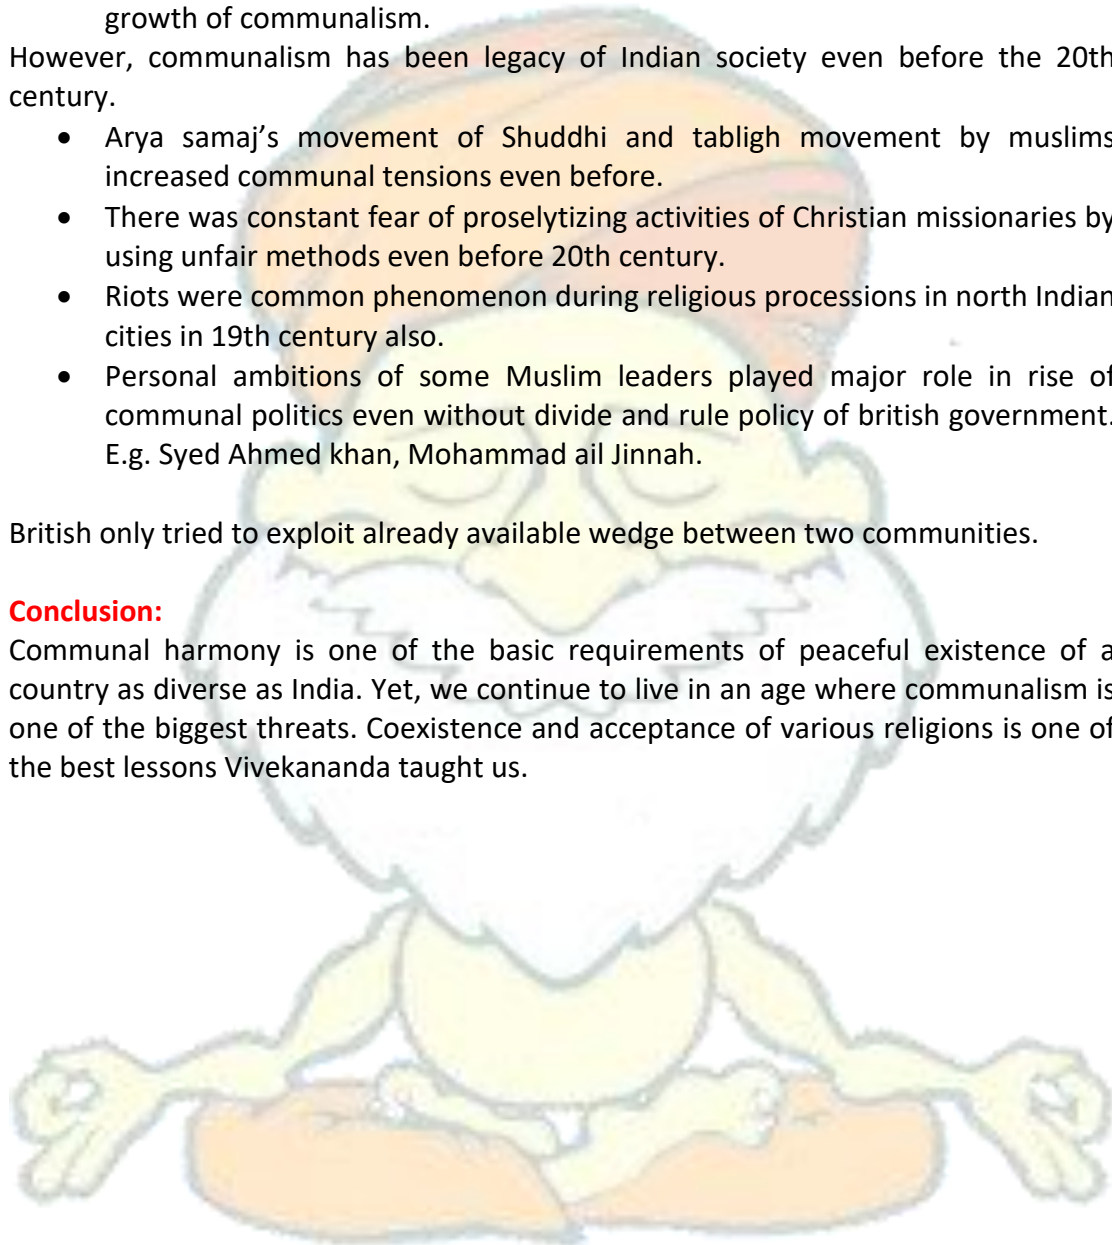 growth of communalism.
However, communalism has been legacy of Indian society even before the 20th
century.
• Arya samaj’s movement of Shuddhi and tabligh movement by muslims
increased communal tensions even before.
• There was constant fear of proselytizing activities of Christian missionaries by
using unfair methods even before 20th century.
• Riots were common phenomenon during religious processions in north Indian
cities in 19th century also.
• Personal ambitions of some Muslim leaders played major role in rise of
communal politics even without divide and rule policy of british government.
E.g. Syed Ahmed khan, Mohammad ail Jinnah.
British only tried to exploit already available wedge between two communities.
Conclusion:
Communal harmony is one of the basic requirements of peaceful existence of a
country as diverse as India. Yet, we continue to live in an age where communalism is
one of the biggest threats. Coexistence and acceptance of various religions is one of
the best lessons Vivekananda taught us.